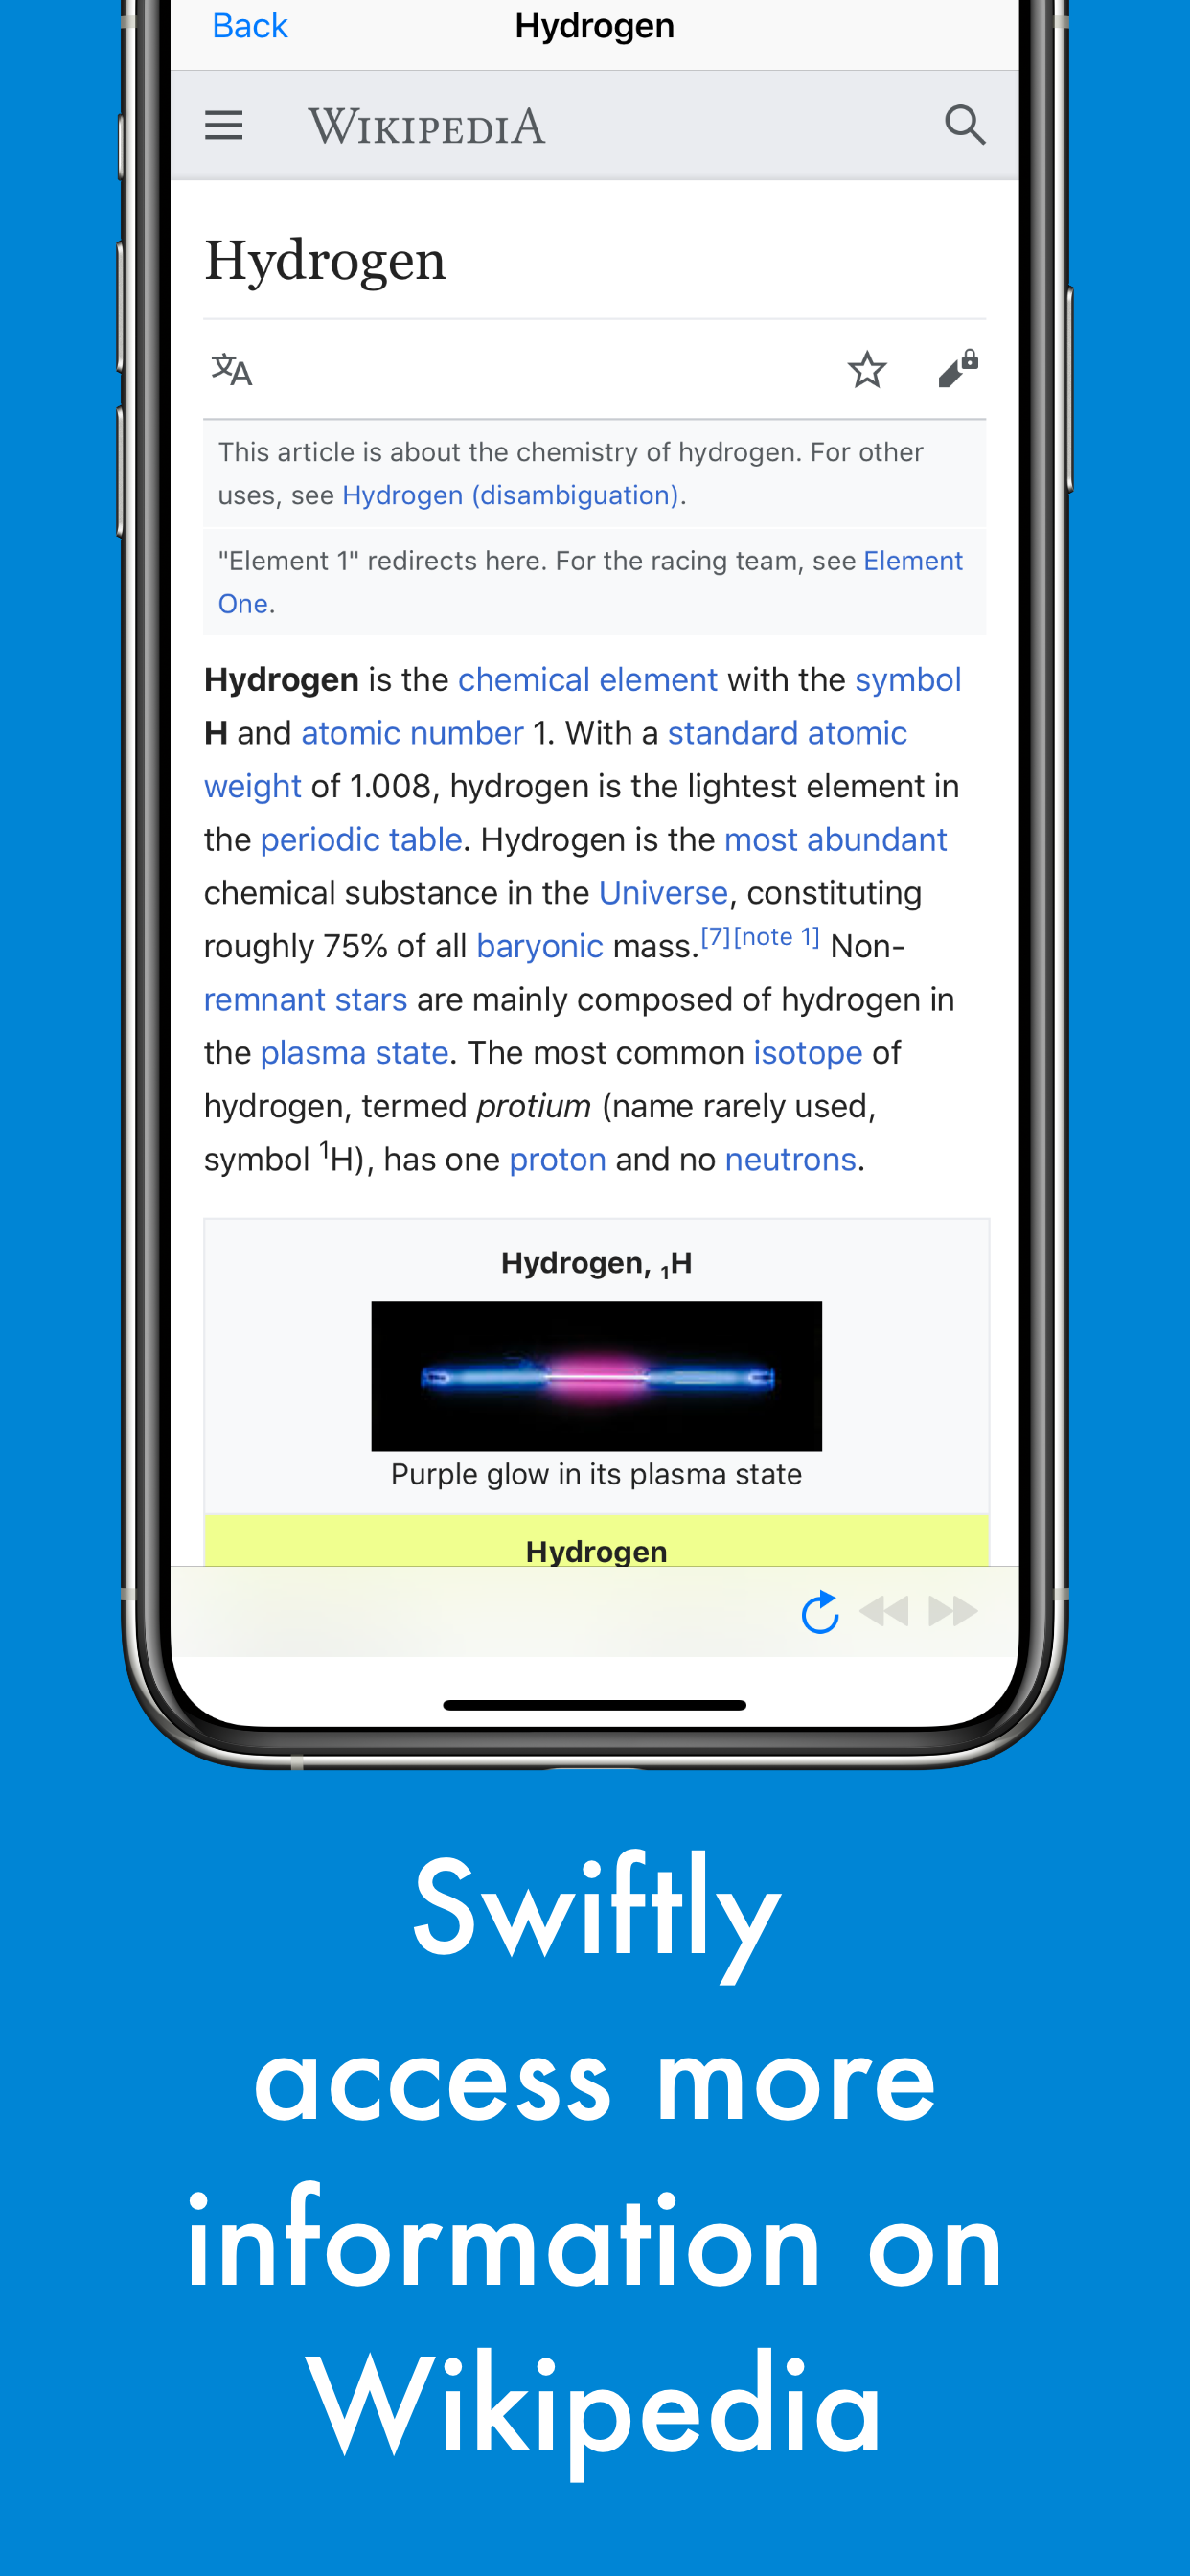 Back Hydrogen
WIKIPEDIA
Hydrogen
文A
This article is about the chemistry of hydrogen. For other
uses, see Hydrogen (disambiguation).
"Element 1" redirects here. For the racing team, see Element
One.
Hydrogen is the chemical element with the symbol
H and atomic number 1. With a standard atomic
weight of 1.008, hydrogen is the lightest element in
the periodic table. Hydrogen is the most abundant
chemical substance in the Universe, constituting
roughly 75% of all baryonic mass.[7][note 1] Non-
remnant stars are mainly composed of hydrogen in
the plasma state. The most common isotope of
hydrogen, termed protium (name rarely used,
symbol ¹H), has one proton and no neutrons.
Hydrogen, ₁H
Purple glow in its plasma state
Hydrogen
Swiftly
access more
information on
Wikipedia